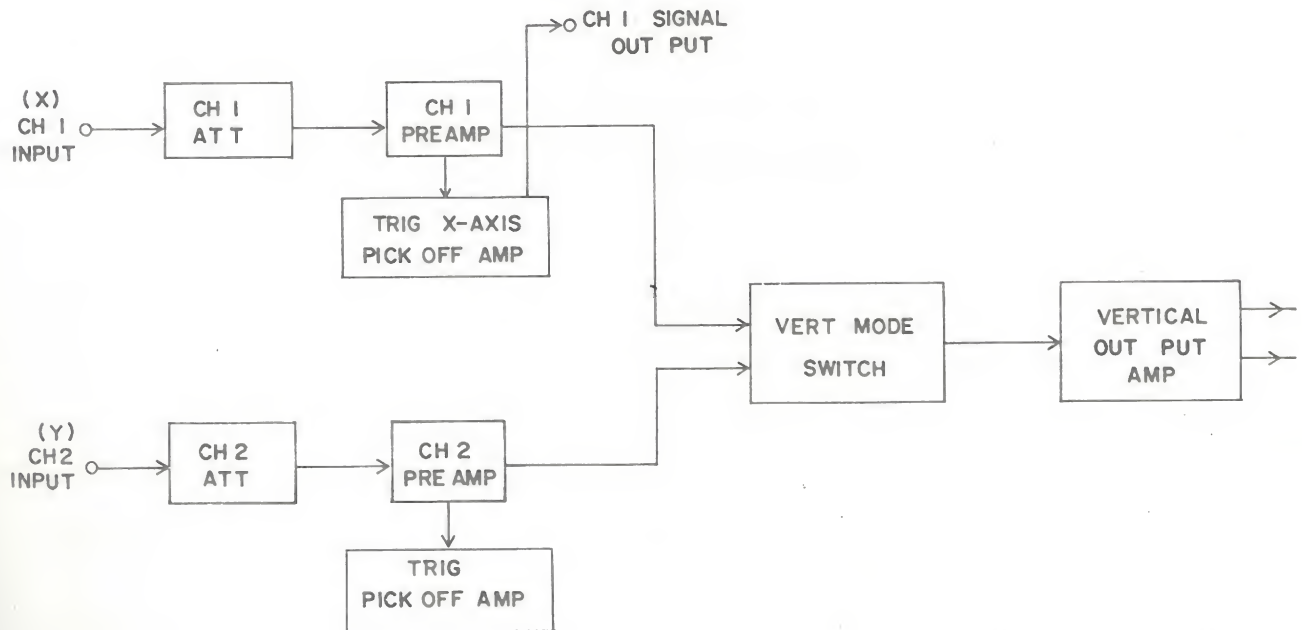 CH 1 SIGNAL
OUT PUT
(X)
CH 1
INPUT
CH 1
ATT
CH 1
PREAMP
TRIG X-AXIS
PICK OFF AMP
VERT MODE
SWITCH
VERTICAL
OUT PUT
AMP
(Y)
CH2
INPUT
CH 2
ATT
CH 2
PRE AMP
TRIG
PICK OFF AMP